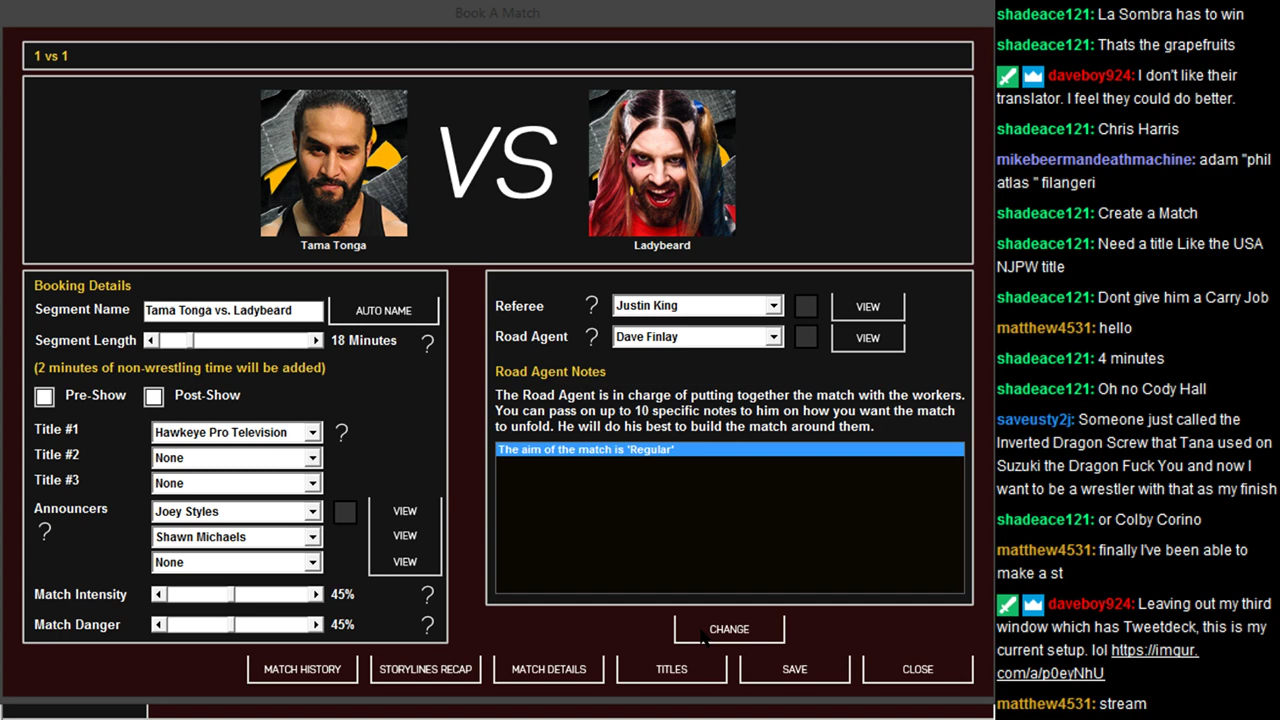 Book A Match
1 vs 1
VS
Tama Tonga
Ladybeard
Booking Details
Segment Name
Tama Tonga vs. Ladybeard
AUTO NAME
Segment Length
18 Minutes
?
(2 minutes of non-wrestling time will be added)
Pre-Show
Post-Show
Title #1
Hawkeye Pro Television
?
Title #2
None
Title #3
None
Announcers
?
Joey Styles
VIEW
Shawn Michaels
VIEW
None
VIEW
Match Intensity
45%
?
Match Danger
45%
?
Referee
?
Justin King
VIEW
Road Agent
?
Dave Finlay
VIEW
Road Agent Notes
The Road Agent is in charge of putting together the match with the workers.
You can pass on up to 10 specific notes to him on how you want the match
to unfold. He will do his best to build the match around them.
The aim of the match is 'Regular'
CHANGE
MATCH HISTORY
STORYLINES RECAP
MATCH DETAILS
TITLES
SAVE
CLOSE
shadeace121: La Sombra has to win
shadeace121: Thats the grapefruits
daveboy924: I don't like their
translator. I feel they could do better.
shadeace121: Chris Harris
mikebeermandeathmachine: adam "phil
atlas " filangeri
shadeace121: Create a Match
shadeace121: Need a title Like the USA
NJPW title
shadeace121: Dont give him a Carry Job
matthew4531: hello
shadeace121: 4 minutes
shadeace121: Oh no Cody Hall
saveusty2j: Someone just called the
Inverted Dragon Screw that Tana used on
Suzuki the Dragon Fuck You and now I
want to be a wrestler with that as my finish
shadeace121: or Colby Corino
matthew4531: finally I've been able to
make a st
daveboy924: Leaving out my third
window which has Tweetdeck, this is my
current setup. lol https://imgur.
com/a/p0eyNhU
matthew4531: stream